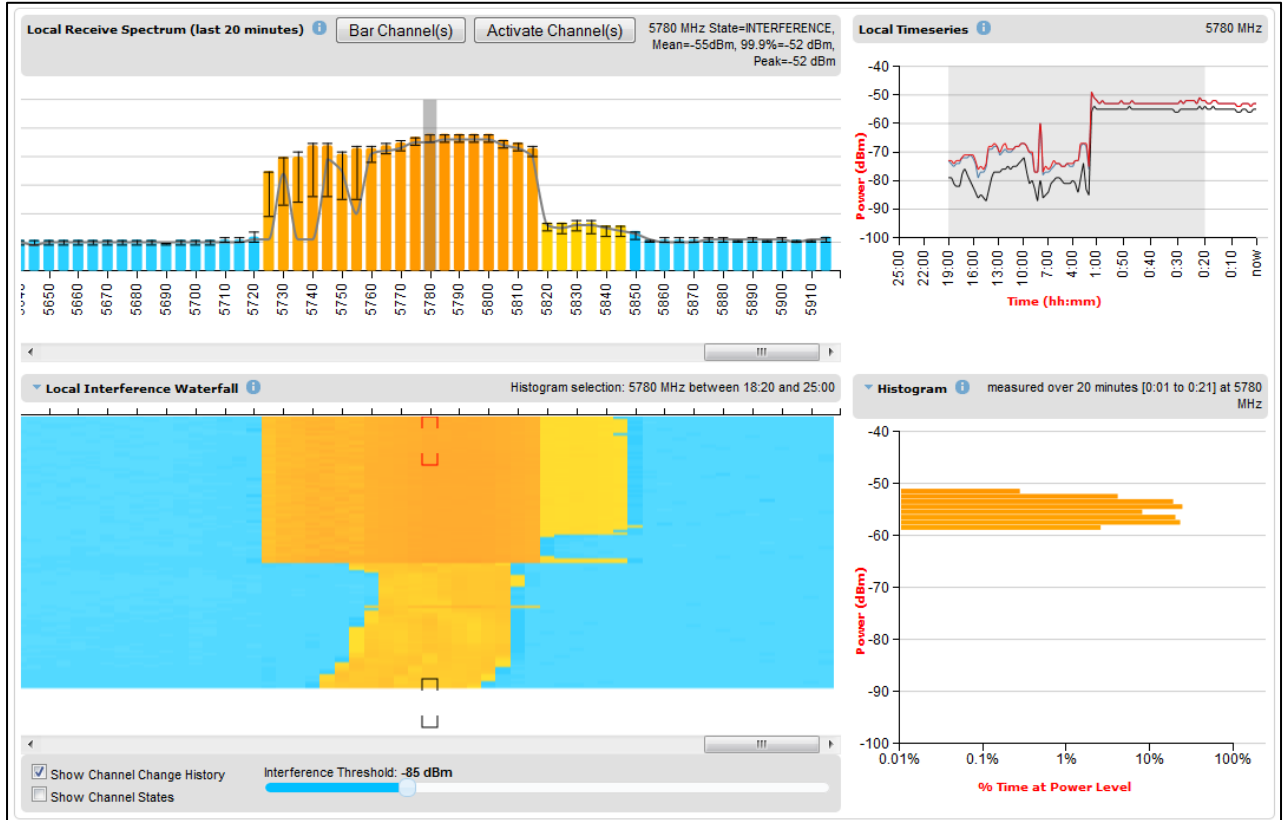 Local Receive Spectrum (last 20 minutes) i Bar Channel(s) Activate Channel(s) 5780 MHz State=INTERFERENCE,
Mean=-55dBm, 99.9%=-52 dBm,
Peak=-52 dBm
5650 5660 5670 5680 5690 5700 5710 5720 5730 5740 5750 5760 5770 5780 5790 5800 5810 5820 5830 5840 5850 5860 5870 5880 5890 5900 5910
Local Timeseries i 5780 MHz
-40
-50
-60
-70
-80
-90
-100
Power (dBm)
25:00 22:00 19:00 16:00 13:00 10:00 7:00 4:00 1:00 0:50 0:40 0:30 0:20 0:10 now
Time (hh:mm)
Local Interference Waterfall i Histogram selection: 5780 MHz between 18:20 and 25:00
Show Channel Change History
Show Channel States
Interference Threshold: -85 dBm
Histogram i measured over 20 minutes [0:01 to 0:21] at 5780
MHz
-40
-50
-60
-70
-80
-90
-100
Power (dBm)
0.01% 0.1% 1% 10% 100%
% Time at Power Level